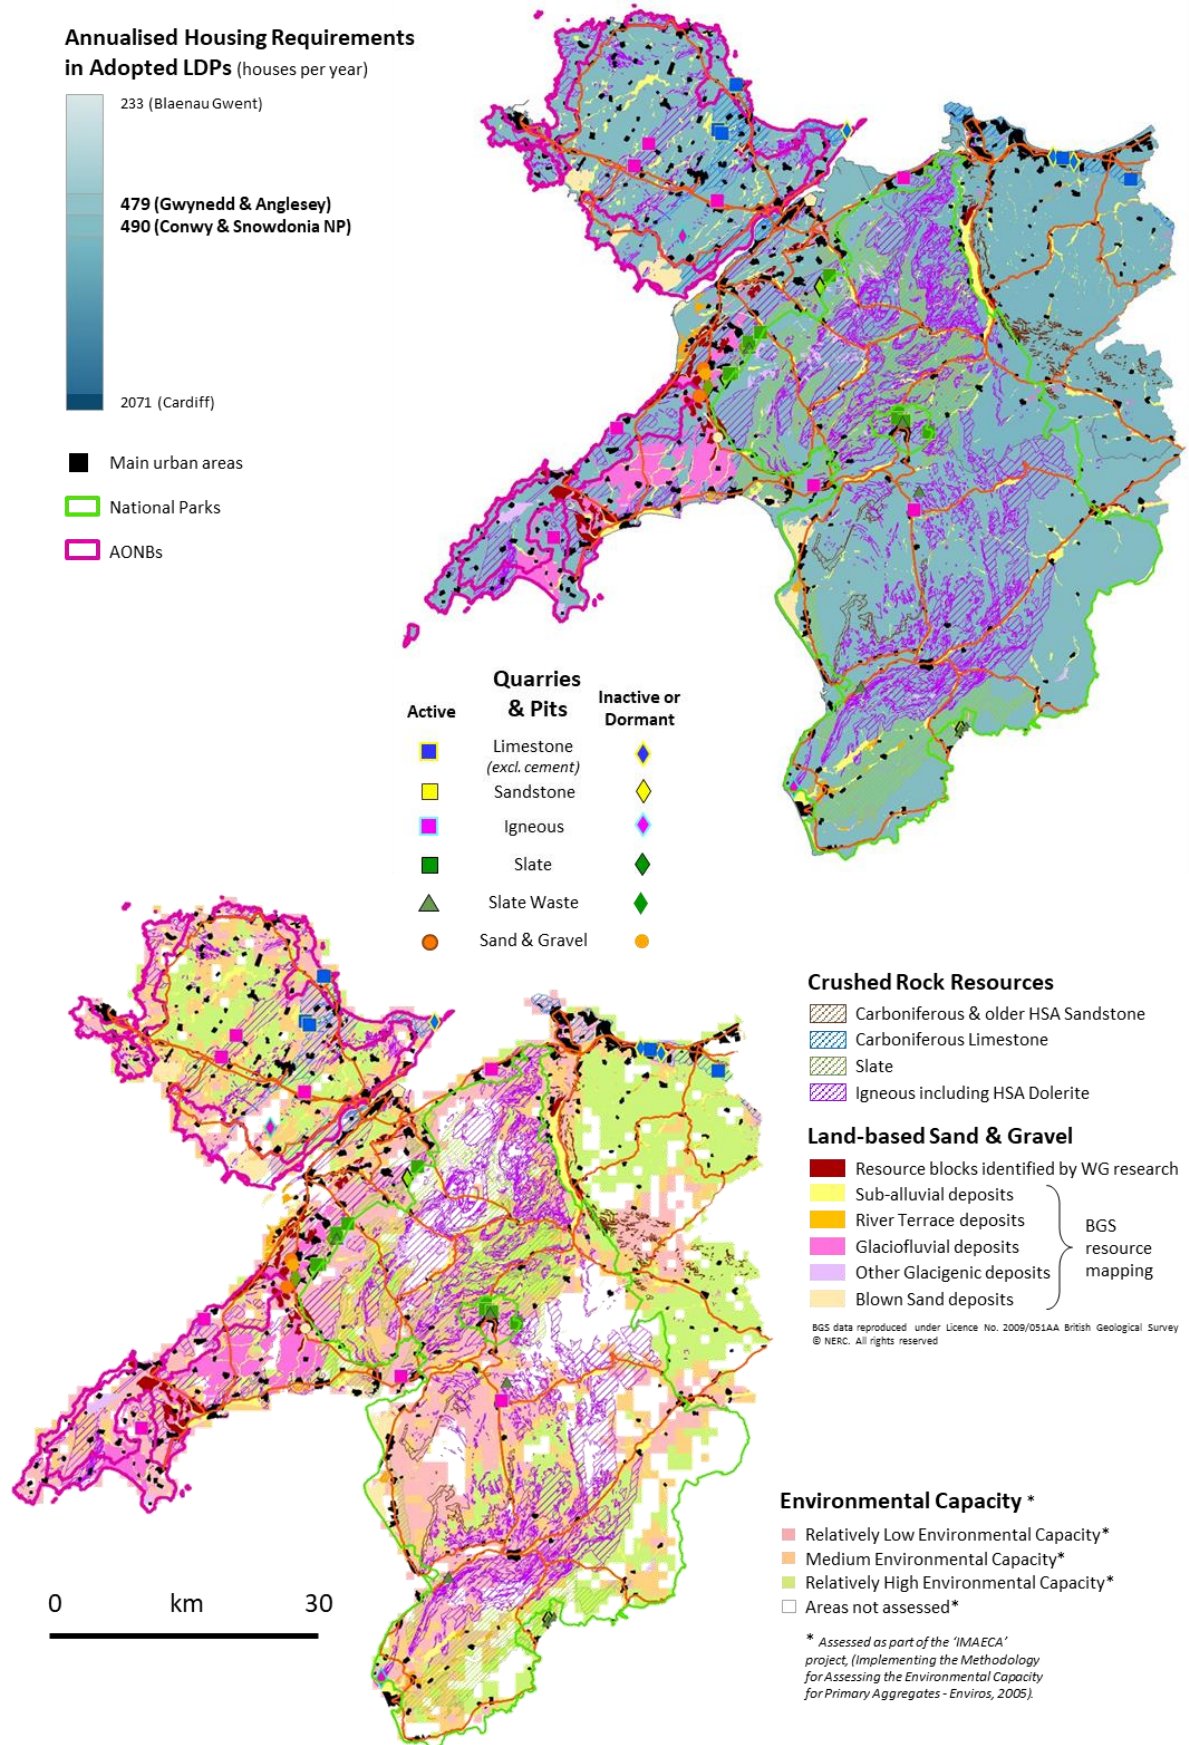 Annualised Housing Requirements
in Adopted LDPs (houses per year)
233 (Blaenau Gwent)
479 (Gwynedd & Anglesey)
490 (Conwy & Snowdonia NP)
2071 (Cardiff)
Main urban areas
National Parks
AONBs
Quarries
& Pits
Active
Inactive or
Dormant
Limestone
(excl. cement)
Sandstone
Igneous
Slate
Slate Waste
Sand & Gravel
Crushed Rock Resources
Carboniferous & older HSA Sandstone
Carboniferous Limestone
Slate
Igneous including HSA Dolerite
Land-based Sand & Gravel
Resource blocks identified by WG research
Sub-alluvial deposits
River Terrace deposits
Glaciofluvial deposits
Other Glacigenic deposits
Blown Sand deposits
BGS
resource
mapping
BGS data reproduced under Licence No. 2009/051AA British Geological Survey
© NERC. All rights reserved
Environmental Capacity *
Relatively Low Environmental Capacity*
Medium Environmental Capacity*
Relatively High Environmental Capacity*
Areas not assessed*
* Assessed as part of the ‘IMAECA’
project, (Implementing the Methodology
for Assessing the Environmental Capacity
for Primary Aggregates - Enviros, 2005).
0 km 30